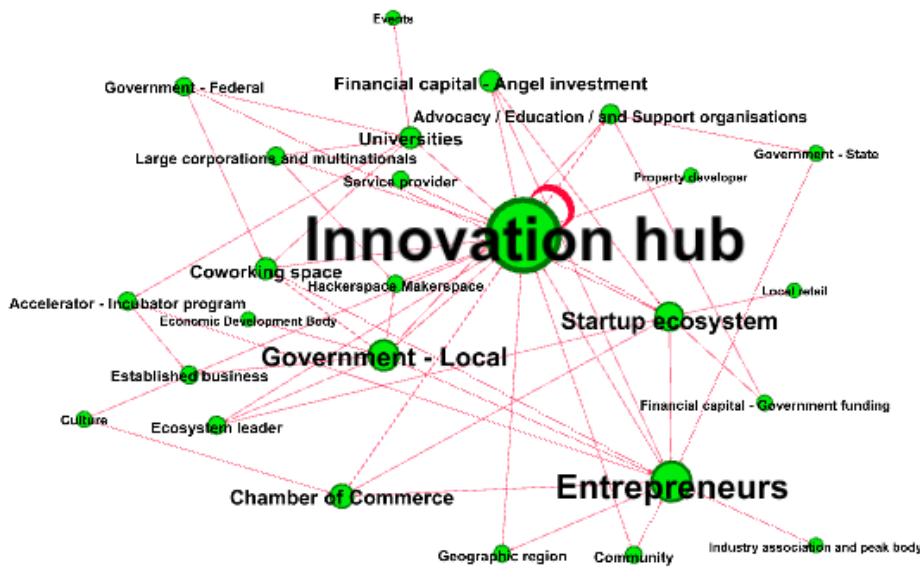 Events
Government - Federal
Financial capital - Angel investment
Advocacy / Education / and Support organisations
Universities
Large corporations and multinationals
Government - State
Service provider
Property developer
Innovation hub
Coworking space
Hackerspace Makerspace
Local retail
Accelerator - Incubator program
Economic Development Body
Startup ecosystem
Government - Local
Established business
Financial capital - Government funding
Culture
Ecosystem leader
Entrepreneurs
Chamber of Commerce
Geographic region
Community
Industry association and peak body